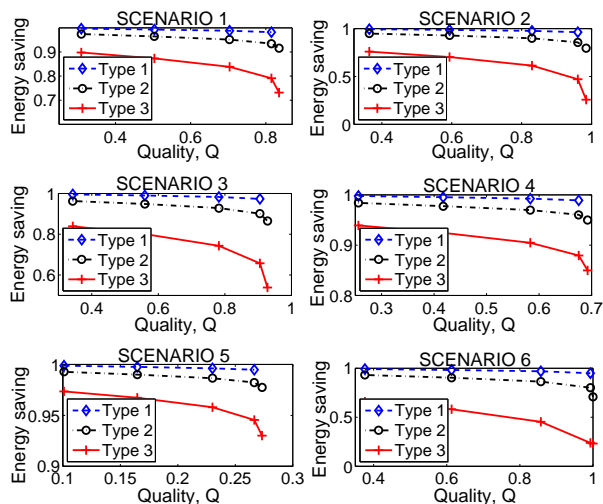 SCENARIO 1
Energy saving
0.9
0.8
0.7
Type 1
Type 2
Type 3
0.4 0.6 0.8
Quality, Q
SCENARIO 2
Energy saving
1
0.5
0
Type 1
Type 2
Type 3
0.4 0.6 0.8 1
Quality, Q
SCENARIO 3
Energy saving
1
0.8
0.6
Type 1
Type 2
Type 3
0.4 0.6 0.8 1
Quality, Q
SCENARIO 4
Energy saving
1
0.9
0.8
Type 1
Type 2
Type 3
0.3 0.4 0.5 0.6 0.7
Quality, Q
SCENARIO 5
Energy saving
1
0.95
0.9
Type 1
Type 2
Type 3
0.1 0.15 0.2 0.25 0.3
Quality, Q
SCENARIO 6
Energy saving
1
0.5
0
Type 1
Type 2
Type 3
0.4 0.6 0.8 1
Quality, Q